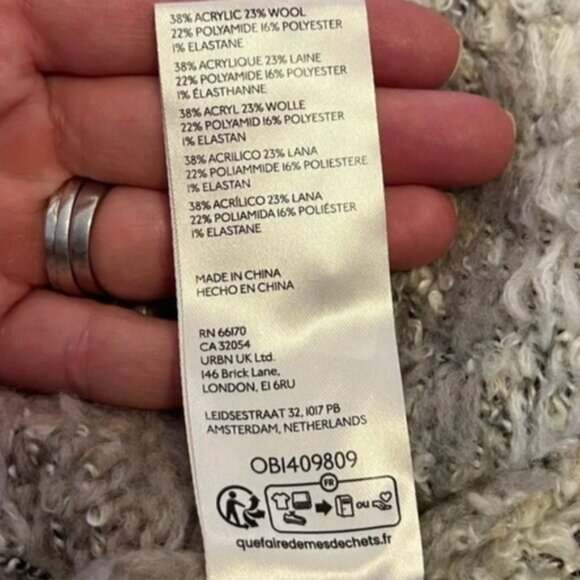 38% ACRYLIC 23% WOOL
22% POLYAMIDE 16% POLYESTER
1% ELASTANE
38% ACRYLIQUE 23% LAINE
22% POLYAMIDE 16% POLYESTER
1% ÉLASTHANNE
38% ACRYL 23% WOLLE
22% POLYAMID 16% POLYESTER
1% ELASTAN
38% ACRILICO 23% LANA
22% POLIAMMIDE 16% POLIESTERE
1% ELASTAN
38% ACRÍLICO 23% LANA
22% POLIAMIDA 16% POLIÉSTER
1% ELASTANE
MADE IN CHINA
HECHO EN CHINA
RN 66170
CA 32054
URBN UK Ltd.
146 Brick Lane,
LONDON, E1 6RU
LEIDSESTRAAT 32, 1017 PB
AMSTERDAM, NETHERLANDS
OB1409809
FR
OU
quefairedemesdechets.fr